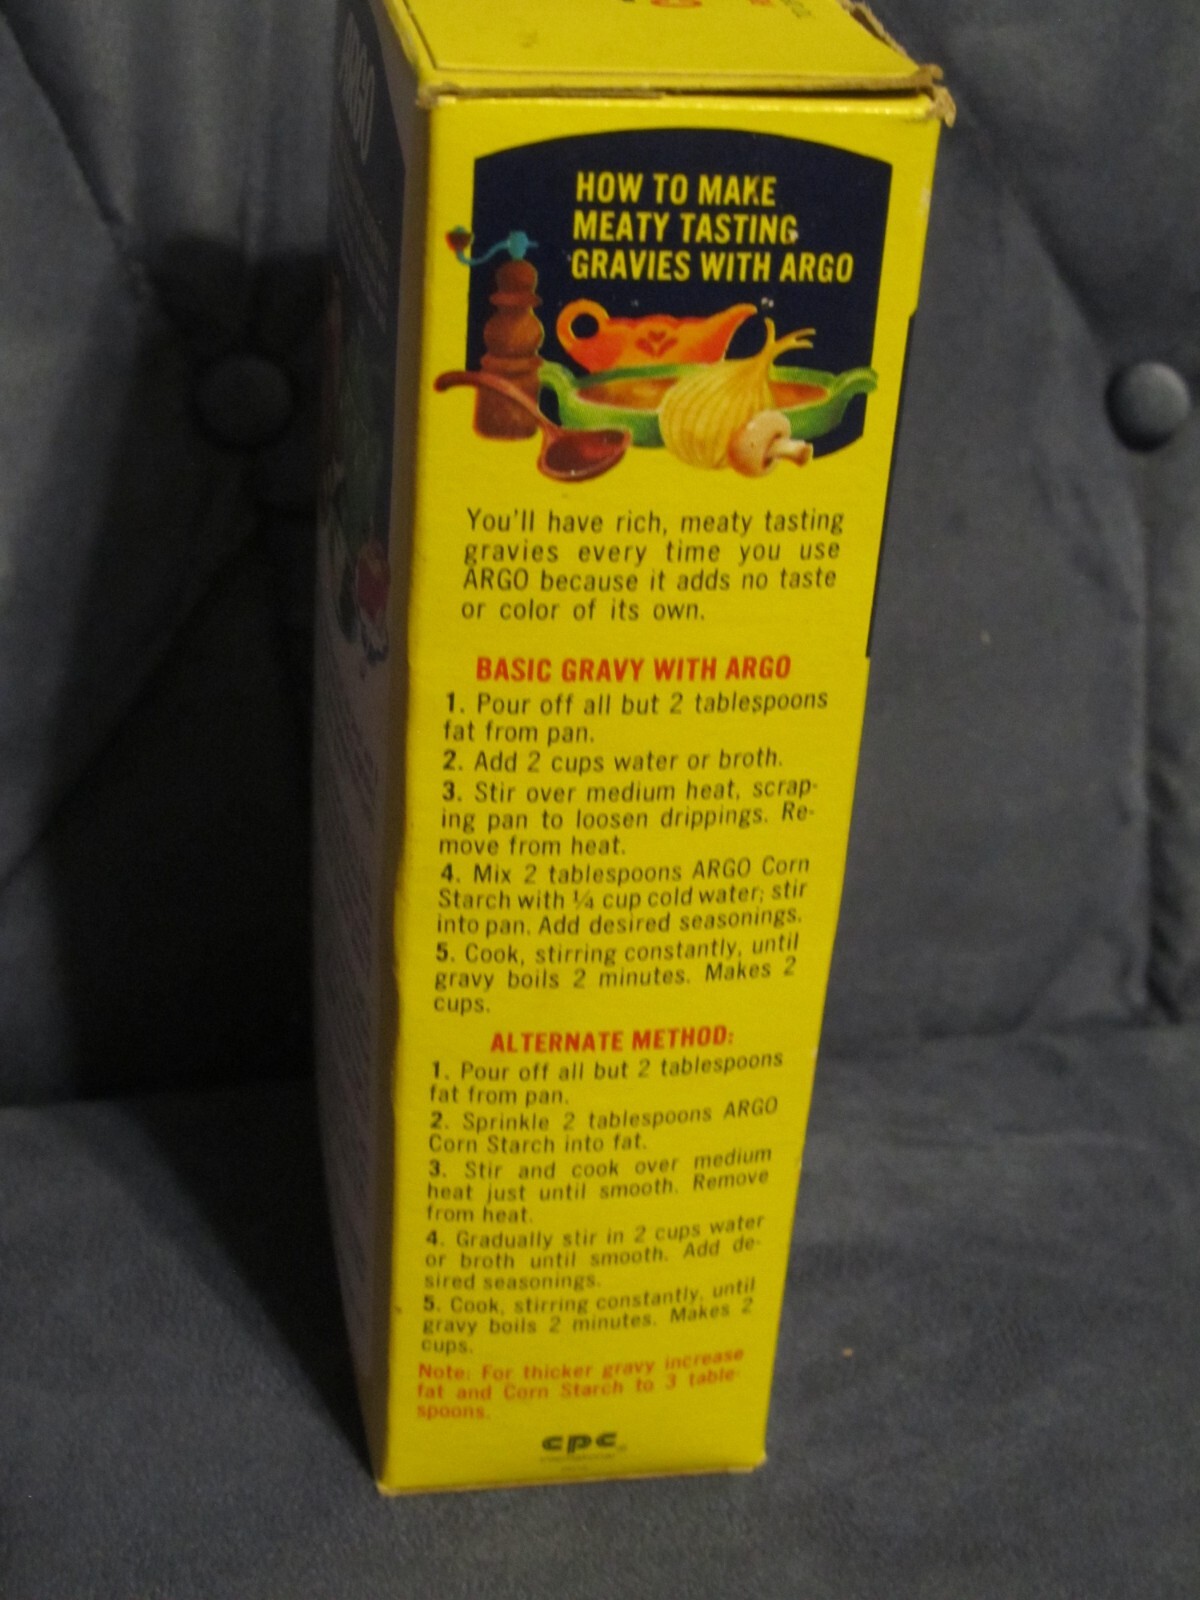 ARGO
HOW TO MAKE
MEATY TASTING
GRAVIES WITH ARGO
You'll have rich, meaty tasting
gravies every time you use
ARGO because it adds no taste
or color of its own.
BASIC GRAVY WITH ARGO
1. Pour off all but 2 tablespoons
fat from pan.
2. Add 2 cups water or broth.
3. Stir over medium heat, scrap-
ing pan to loosen drippings. Re-
move from heat.
4. Mix 2 tablespoons ARGO Corn
Starch with ¼ cup cold water; stir
into pan. Add desired seasonings.
5. Cook, stirring constantly, until
gravy boils 2 minutes. Makes 2
cups.
ALTERNATE METHOD:
1. Pour off all but 2 tablespoons
fat from pan.
2. Sprinkle 2 tablespoons ARGO
Corn Starch into fat.
3. Stir and cook over medium
heat just until smooth. Remove
from heat.
4. Gradually stir in 2 cups water
or broth until smooth. Add de-
sired seasonings.
5. Cook, stirring constantly, until
gravy boils 2 minutes. Makes 2
cups.
Note: For thicker gravy increase
fat and Corn Starch to 3 table-
spoons.
cpc